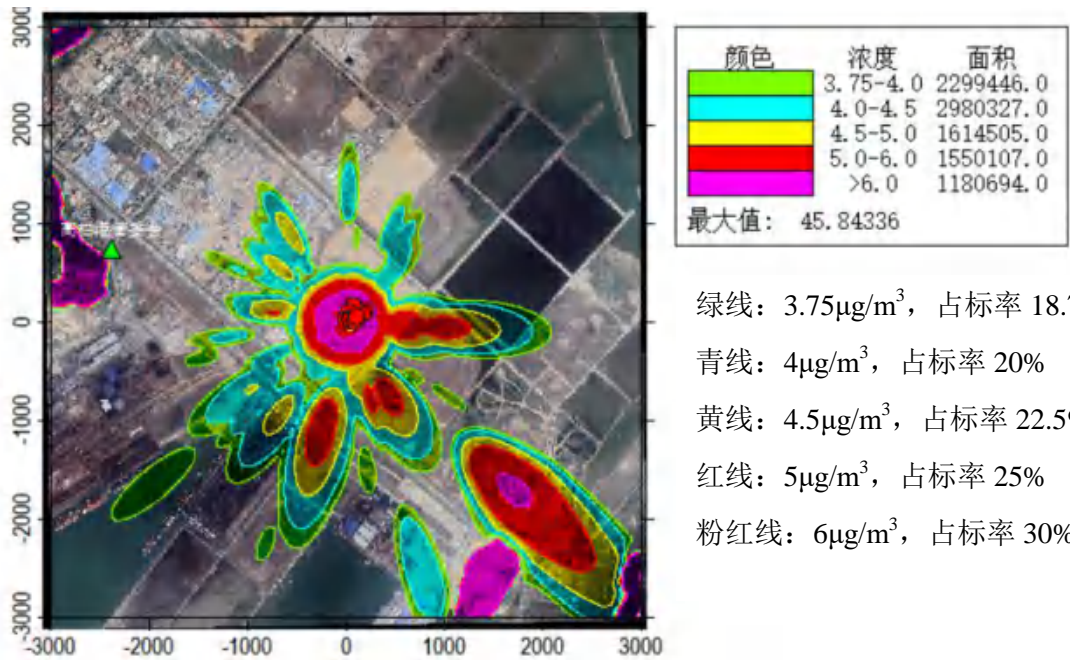 3000
2000
1000
0
-1000
-2000
-3000
-3000 -2000 -1000 0 1000 2000 3000
颜色 浓度 面积
3.75-4.0 2299446.0
4.0-4.5 2980327.0
4.5-5.0 1614505.0
5.0-6.0 1550107.0
>6.0 1180694.0
最大值: 45.84336
绿线：3.75μg/m³，占标率 18.
青线：4μg/m³，占标率 20%
黄线：4.5μg/m³，占标率 22.5
红线：5μg/m³，占标率 25%
粉红线：6μg/m³，占标率 30%